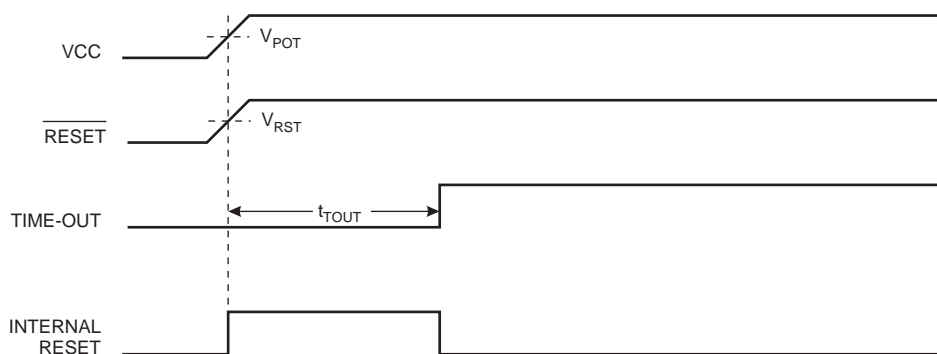 VCC
V_POT
RESET
V_RST
TIME-OUT
t_TOUT
INTERNAL
RESET